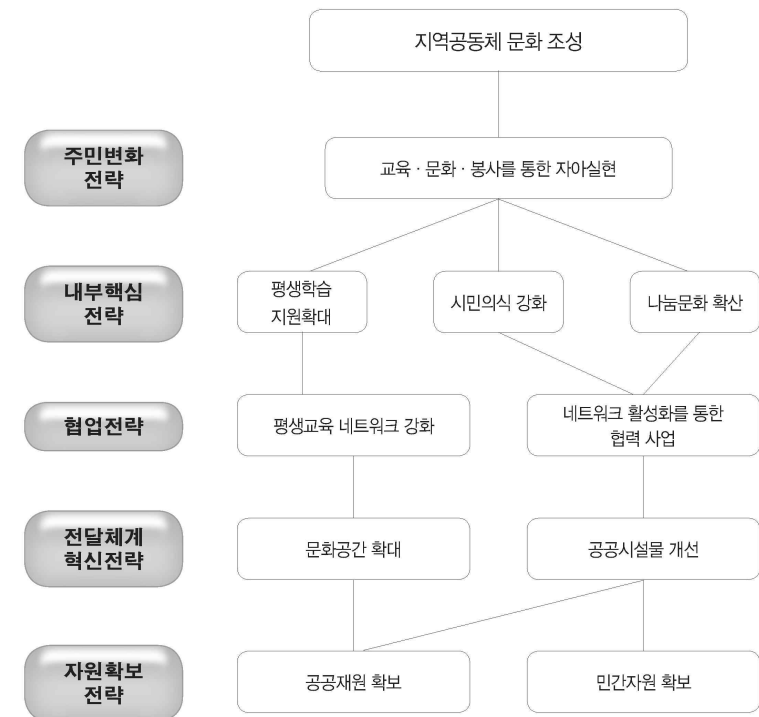 지역공동체 문화 조성
주민변화
전략
교육 · 문화 · 봉사를 통한 자아실현
내부핵심
전략
평생학습
지원확대
시민의식 강화
나눔문화 확산
협업전략
평생교육 네트워크 강화
네트워크 활성화를 통한
협력 사업
전달체계
혁신전략
문화공간 확대
공공시설물 개선
자원확보
전략
공공재원 확보
민간자원 확보